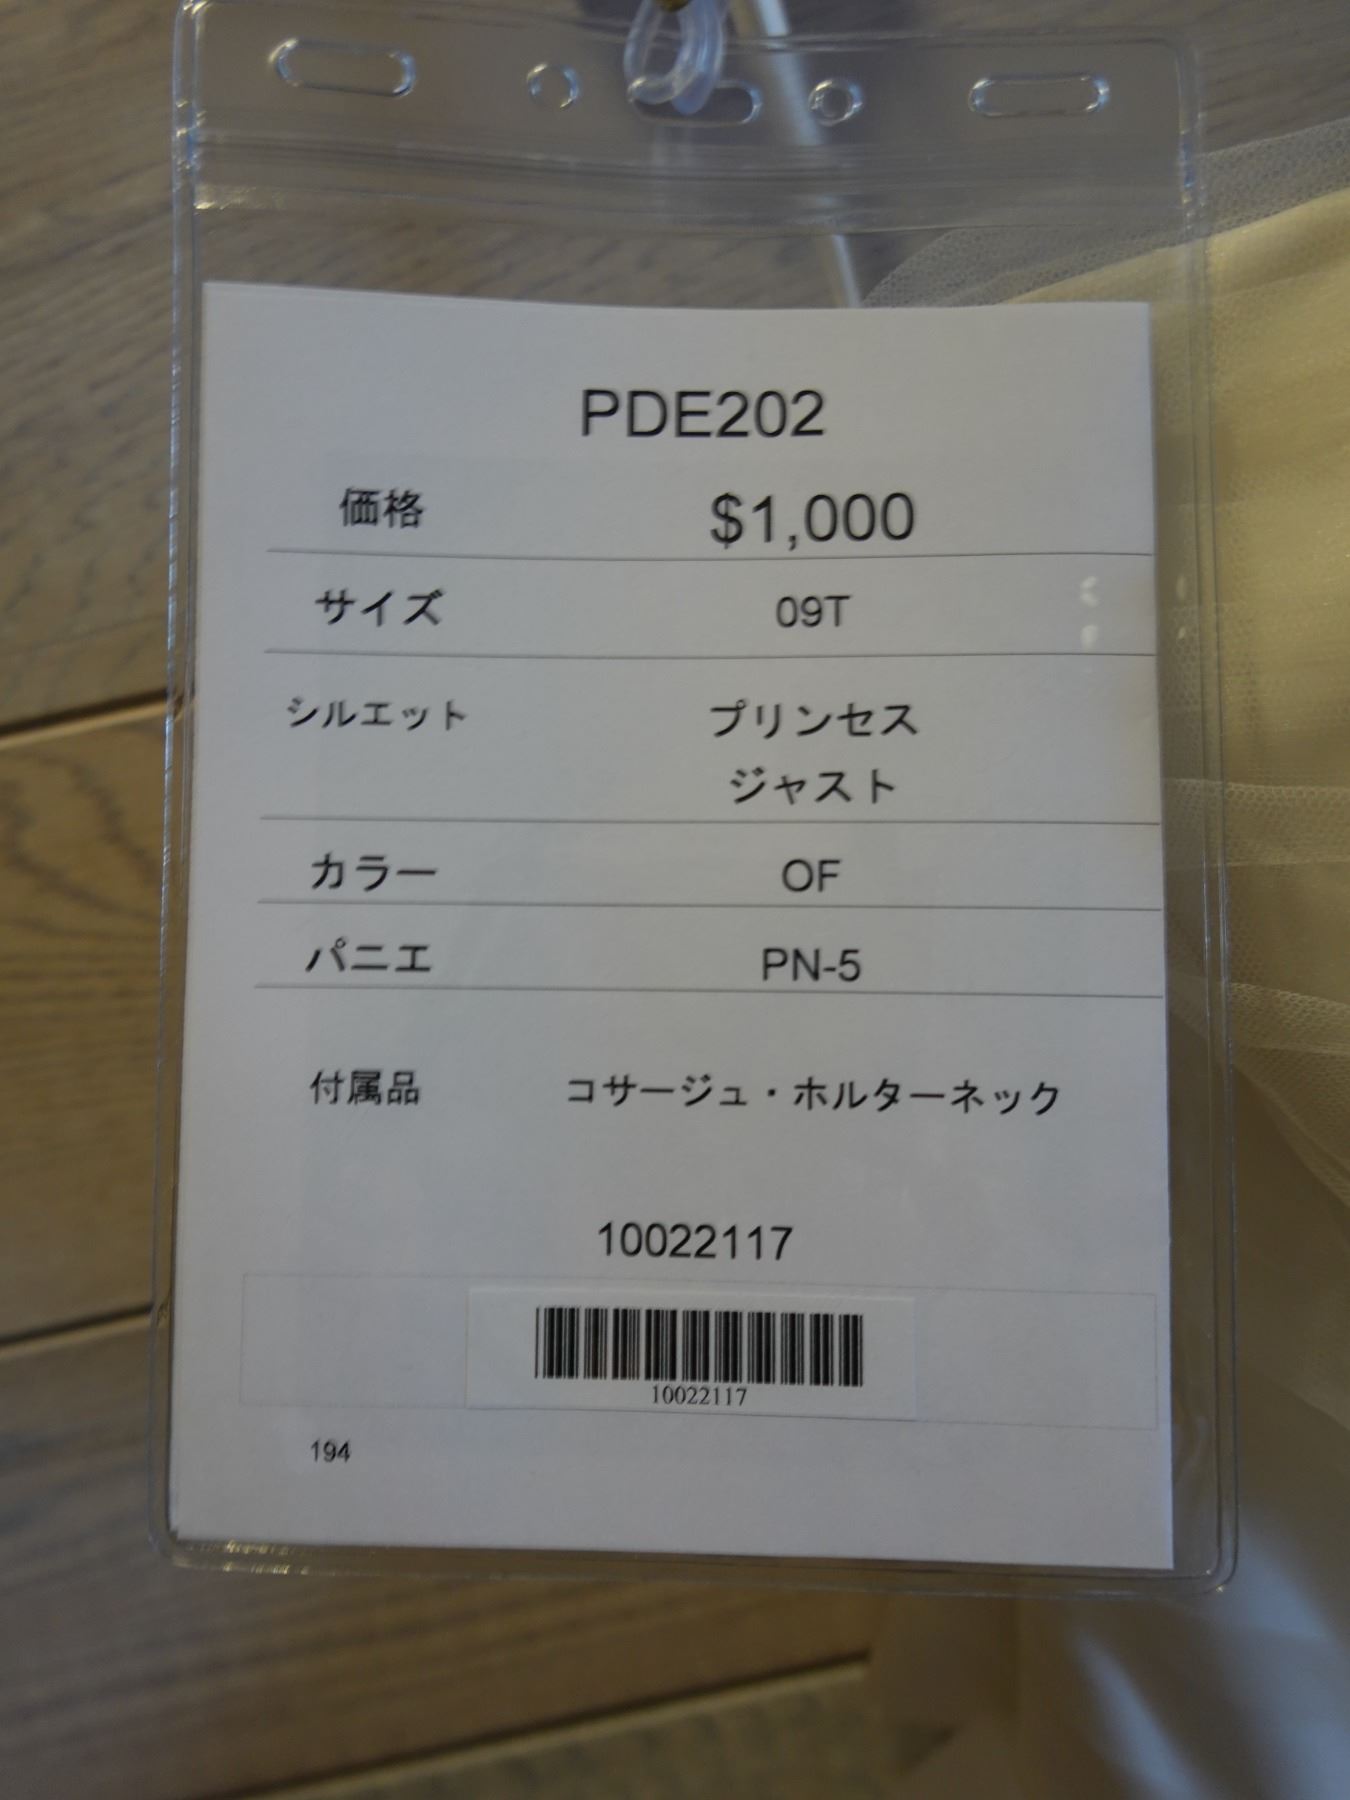 PDE202
価格 $1,000
サイズ 09T
シルエット プリンセス
ジャスト
カラー OF
パニエ PN-5
付属品 コサージュ・ホルターネック
10022117
10022117
194